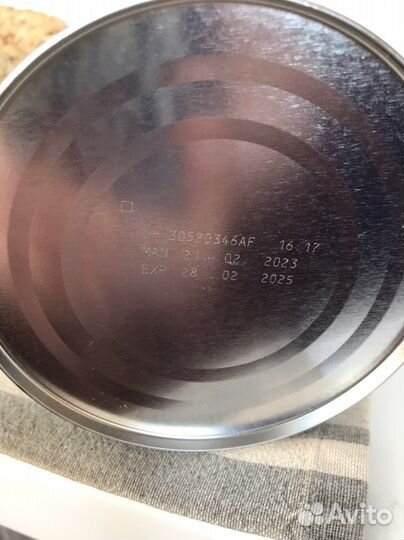 30520346AF 16:17
MAN 21 . 02 2023
EXP 28 . 02 2025
Avito